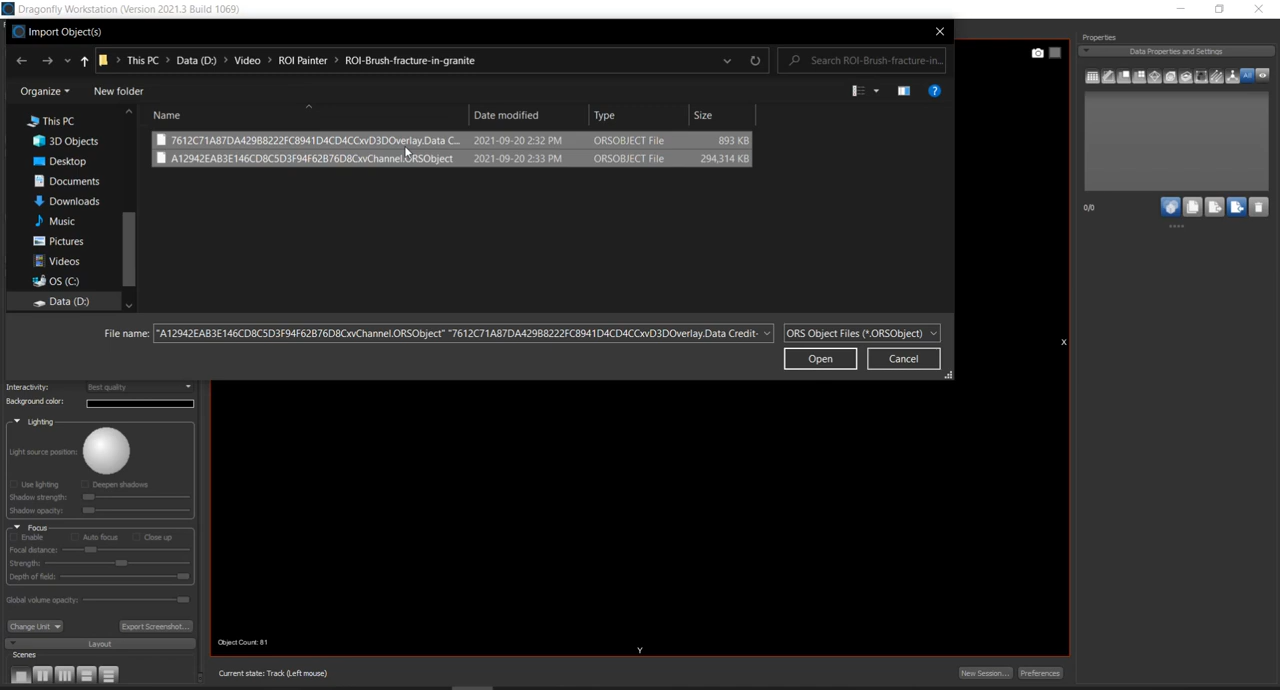 Dragonfly Workstation (Version 2021.3 Build 1069)
Import Object(s)
This PC > Data (D:) > Video > ROI Painter > ROI-Brush-fracture-in-granite
Search ROI-Brush-fracture-in...
Organize
New folder
Name
Date modified
Type
Size
This PC
3D Objects
Desktop
Documents
Downloads
Music
Pictures
Videos
OS (C:)
Data (D:)
7612C71A87DA429B8222FC8941D4CD4CCxvD3DOverlay.Data C... 2021-09-20 2:32 PM ORSOBJECT File 893 KB
A12942EAB3E146CD8C5D3F94F62B76D8CxvChannel.ORSObject 2021-09-20 2:33 PM ORSOBJECT File 294,314 KB
File name: "A12942EAB3E146CD8C5D3F94F62B76D8CxvChannel.ORSObject" "7612C71A87DA429B8222FC8941D4CD4CCxvD3DOverlay.Data Credit-
ORS Object Files (*.ORSObject)
Open
Cancel
Properties
Data Properties and Settings
All
0/0
Interactivity: Best quality
Background color:
Lighting
Light source position:
Use lighting
Deepen shadows
Shadow strength:
Shadow opacity:
Focus
Enable
Auto focus
Close up
Focal distance:
Strength:
Depth of field:
Global volume opacity:
Change Unit
Export Screenshot...
Layout
Scenes
X
Object Count: 81
Y
Current state: Track (Left mouse)
New Session...
Preferences